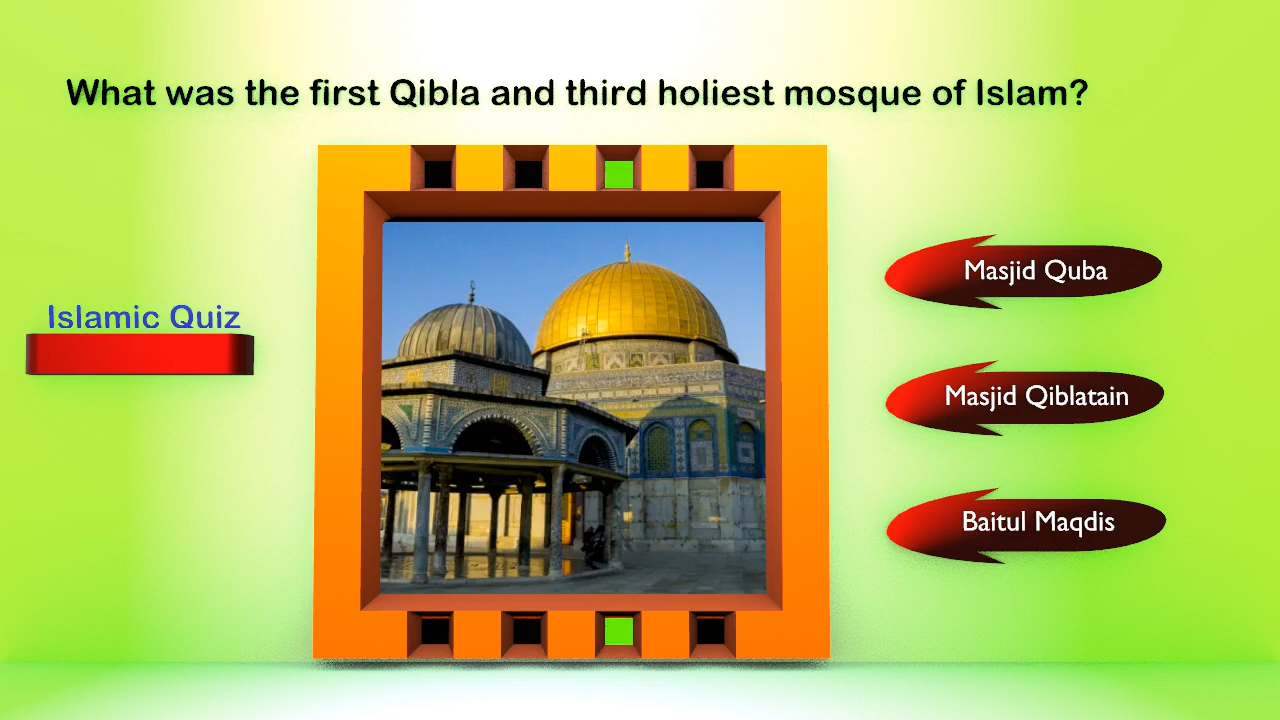 What was the first Qibla and third holiest mosque of Islam?
Islamic Quiz
Masjid Quba
Masjid Qiblatain
Baitul Maqdis